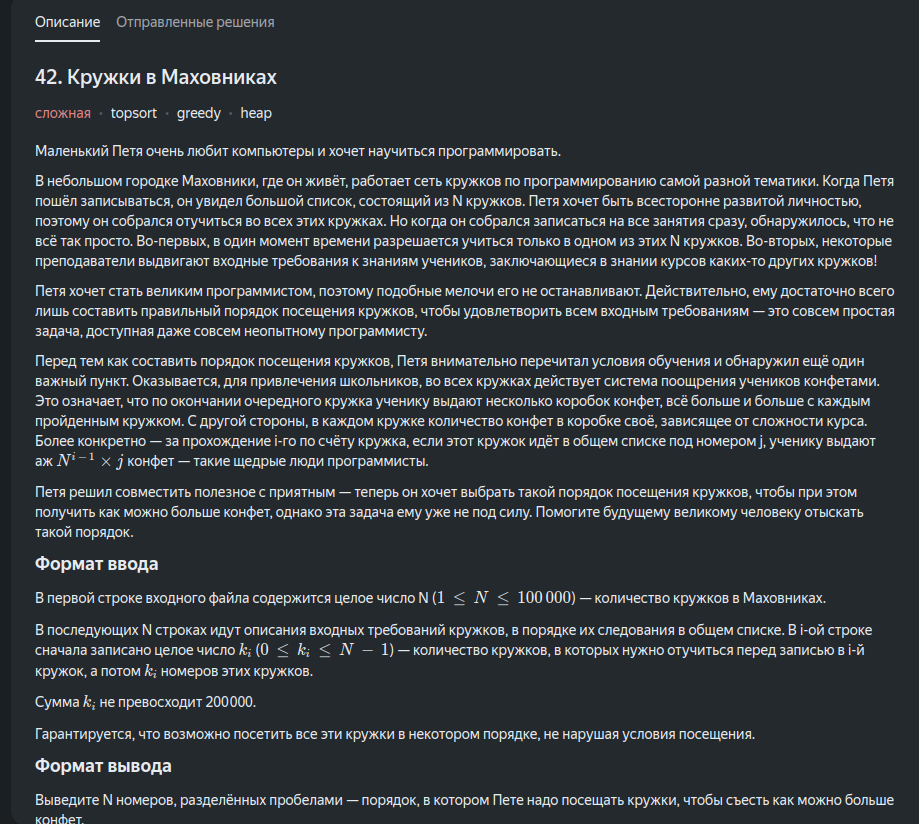 Описание Отправленные решения
42. Кружки в Маховниках
сложная • topsort • greedy • heap
Маленький Петя очень любит компьютеры и хочет научиться программировать.
В небольшом городке Маховники, где он живёт, работает сеть кружков по программированию самой разной тематики. Когда Петя
пошёл записываться, он увидел большой список, состоящий из N кружков. Петя хочет быть всесторонне развитой личностью,
поэтому он собрался отучиться во всех этих кружках. Но когда он собрался записаться на все занятия сразу, обнаружилось, что не
всё так просто. Во-первых, в один момент времени разрешается учиться только в одном из этих N кружков. Во-вторых, некоторые
преподаватели выдвигают входные требования к знаниям учеников, заключающиеся в знании курсов каких-то других кружков!
Петя хочет стать великим программистом, поэтому подобные мелочи его не останавливают. Действительно, ему достаточно всего
лишь составить правильный порядок посещения кружков, чтобы удовлетворить всем входным требованиям — это совсем простая
задача, доступная даже совсем неопытному программисту.
Перед тем как составить порядок посещения кружков, Петя внимательно перечитал условия обучения и обнаружил ещё один
важный пункт. Оказывается, для привлечения школьников, во всех кружках действует система поощрения учеников конфетами.
Это означает, что по окончании очередного кружка ученику выдают несколько коробок конфет, всё больше и больше с каждым
пройденным кружком. С другой стороны, в каждом кружке количество конфет в коробке своё, зависящее от сложности курса.
Более конкретно — за прохождение i-го по счёту кружка, если этот кружок идёт в общем списке под номером j, ученику выдают
аж N^{i−1} × j конфет — такие щедрые люди программисты.
Петя решил совместить полезное с приятным — теперь он хочет выбрать такой порядок посещения кружков, чтобы при этом
получить как можно больше конфет, однако эта задача ему уже не под силу. Помогите будущему великому человеку отыскать
такой порядок.
Формат ввода
В первой строке входного файла содержится целое число N (1 ≤ N ≤ 100 000) — количество кружков в Маховниках.
В последующих N строках идут описания входных требований кружков, в порядке их следования в общем списке. В i-ой строке
сначала записано целое число k_i (0 ≤ k_i ≤ N − 1) — количество кружков, в которых нужно отучиться перед записью в i-й
кружок, а потом k_i номеров этих кружков.
Сумма k_i не превосходит 200000.
Гарантируется, что возможно посетить все эти кружки в некотором порядке, не нарушая условия посещения.
Формат вывода
Выведите N номеров, разделённых пробелами — порядок, в котором Пете надо посещать кружки, чтобы съесть как можно больше
конфет.